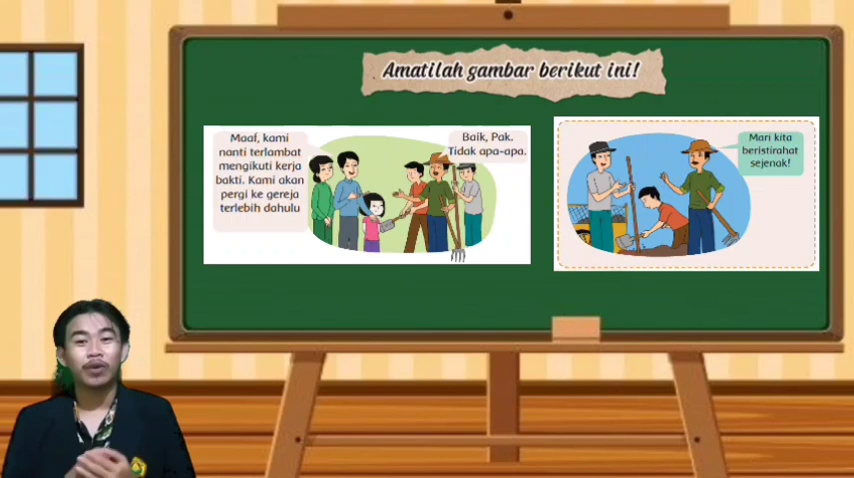 Amatilah gambar berikut ini!
Maaf, kami
nanti terlambat
mengikuti kerja
bakti. Kami akan
pergi ke gereja
terlebih dahulu
Baik, Pak.
Tidak apa-apa.
Mari kita
beristirahat
sejenak!